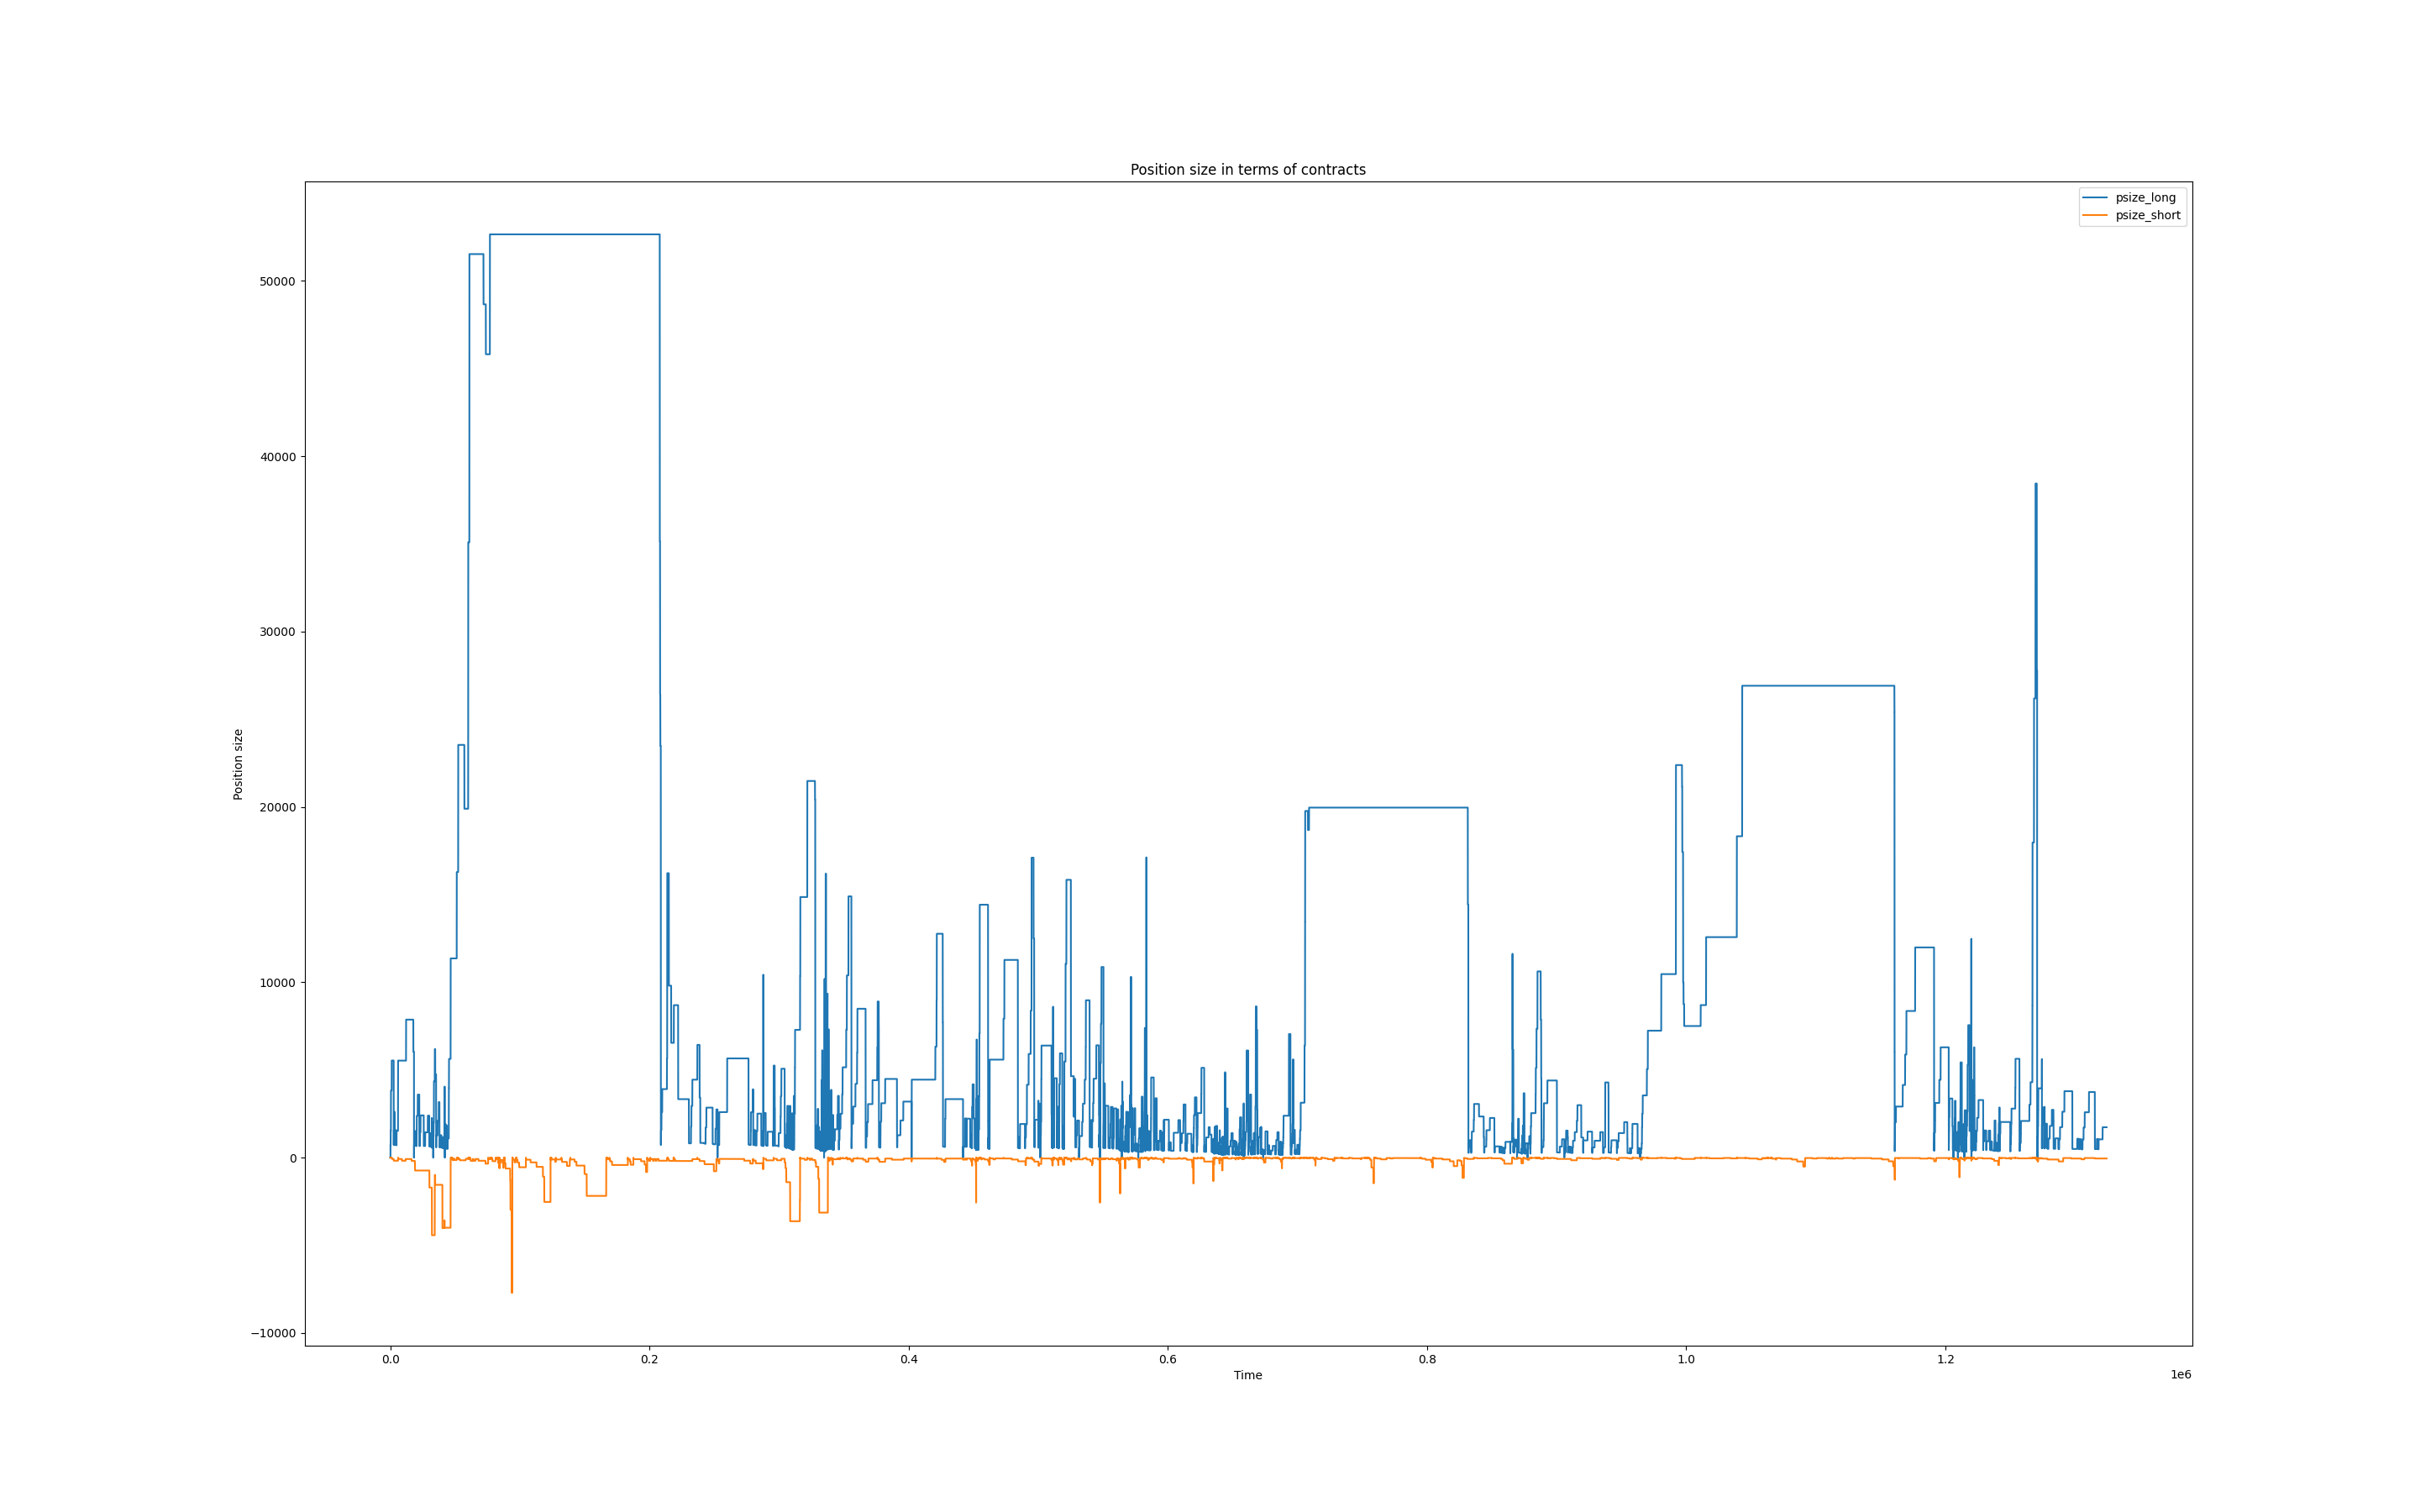 Position size in terms of contracts
psize_long
psize_short
50000
40000
30000
20000
10000
0
−10000
Position size
0.0 0.2 0.4 0.6 0.8 1.0 1.2
Time
1e6